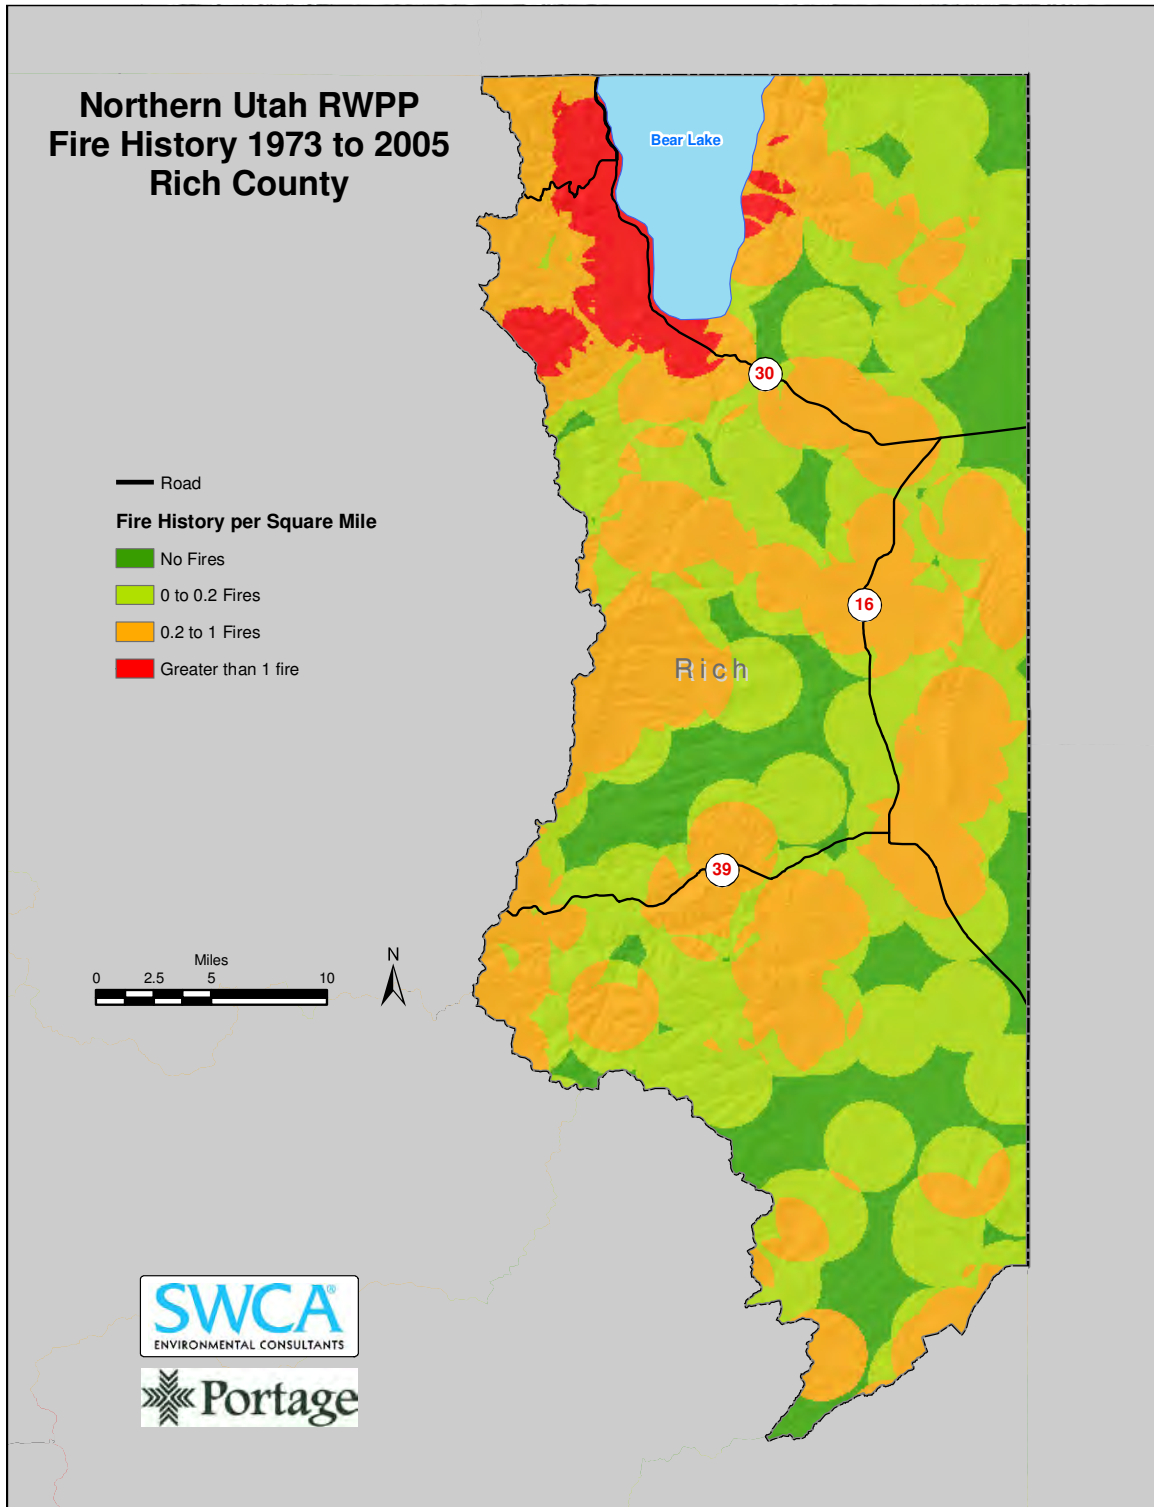 Northern Utah RWPP
Fire History 1973 to 2005
Rich County
Bear Lake
30
Road
Fire History per Square Mile
No Fires
0 to 0.2 Fires
0.2 to 1 Fires
Greater than 1 fire
16
Rich
39
Miles
0 2.5 5 10
N
SWCA®
ENVIRONMENTAL CONSULTANTS
Portage